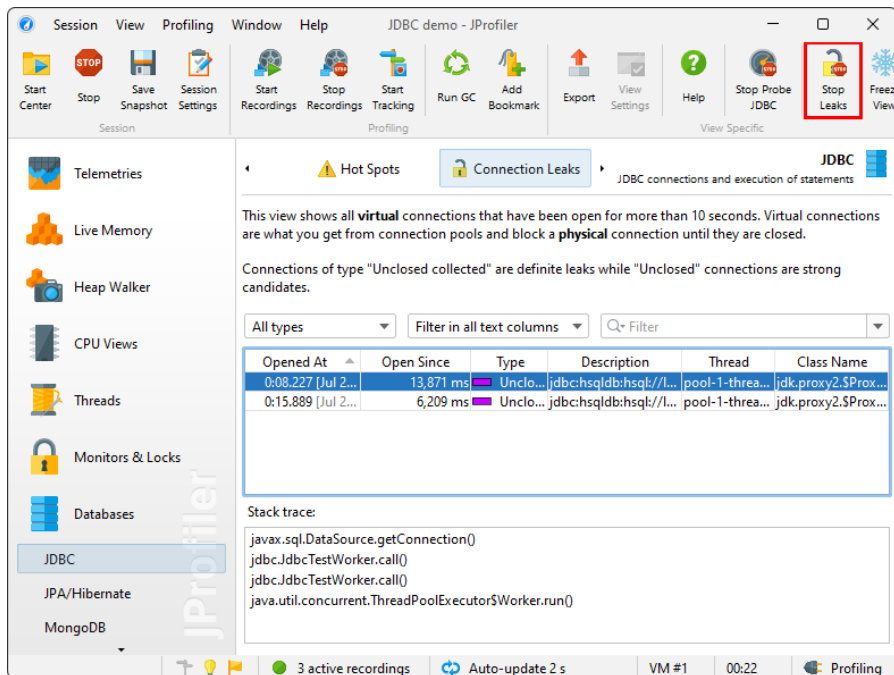 Session View Profiling Window Help JDBC demo - JProfiler
STOP
Start Center
Stop
Save Snapshot
Session Settings
Start Recordings
Stop Recordings
Start Tracking
Run GC
Add Bookmark
Export
View Settings
Help
Stop Probe JDBC
Stop Leaks
Freez View
Session Profiling View Specific
Telemetries
Live Memory
Heap Walker
CPU Views
Threads
Monitors & Locks
Databases
JDBC
JPA/Hibernate
MongoDB
JProfiler
Hot Spots Connection Leaks
JDBC
JDBC connections and execution of statements
This view shows all virtual connections that have been open for more than 10 seconds. Virtual connections
are what you get from connection pools and block a physical connection until they are closed.
Connections of type "Unclosed collected" are definite leaks while "Unclosed" connections are strong
candidates.
All types Filter in all text columns Filter
Opened At Open Since Type Description Thread Class Name
0:08.227 [Jul 2... 13,871 ms Unclo... jdbc:hsqldb:hsql://l... pool-1-threa... jdk.proxy2.$Prox...
0:15.889 [Jul 2... 6,209 ms Unclo... jdbc:hsqldb:hsql://l... pool-1-threa... jdk.proxy2.$Prox...
Stack trace:
javax.sql.DataSource.getConnection()
jdbc.JdbcTestWorker.call()
jdbc.JdbcTestWorker.call()
java.util.concurrent.ThreadPoolExecutor$Worker.run()
3 active recordings Auto-update 2 s VM #1 00:22 Profiling